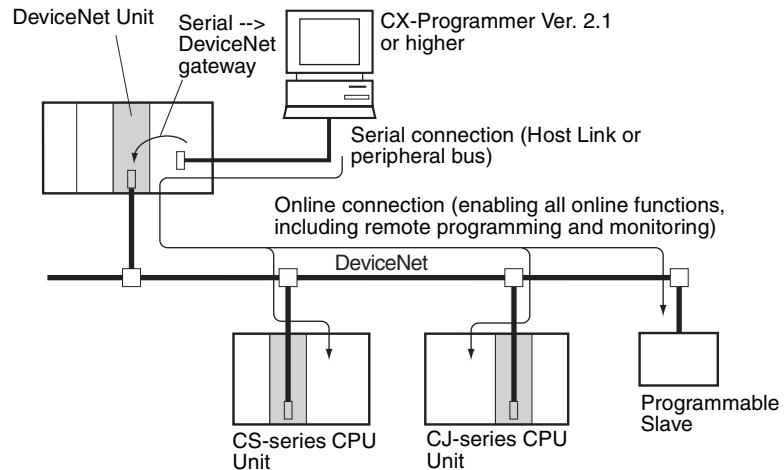 DeviceNet Unit
Serial -->
DeviceNet
gateway
CX-Programmer Ver. 2.1
or higher
Serial connection (Host Link or
peripheral bus)
Online connection (enabling all online functions,
including remote programming and monitoring)
DeviceNet
CS-series CPU
Unit
CJ-series CPU
Unit
Programmable
Slave